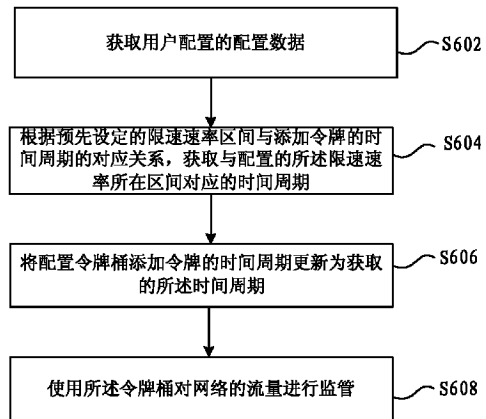 获取用户配置的配置数据
S602
根据预先设定的限速速率区间与添加令牌的时
间周期的对应关系，获取与配置的所述限速速
率所在区间对应的时间周期
S604
将配置令牌桶添加令牌的时间周期更新为获取
的所述时间周期
S606
使用所述令牌桶对网络的流量进行监管
S608